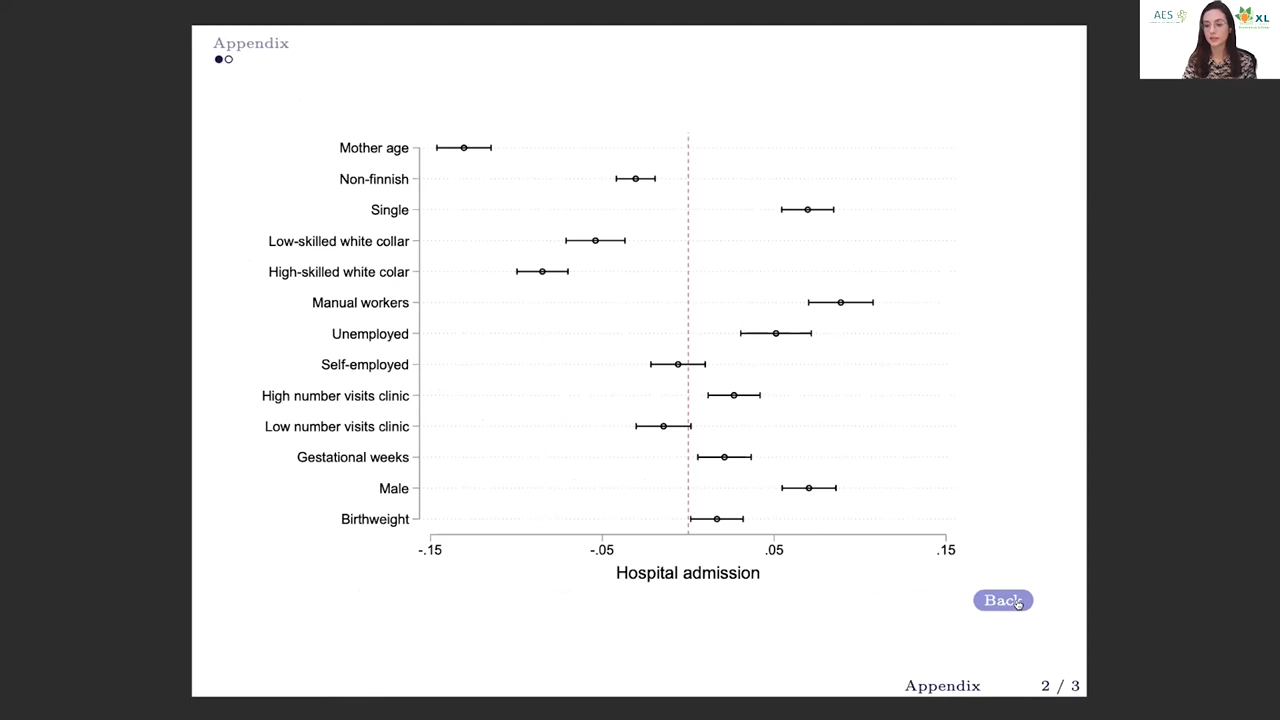 Appendix
AES
XL
Mother age
Non-finnish
Single
Low-skilled white collar
High-skilled white colar
Manual workers
Unemployed
Self-employed
High number visits clinic
Low number visits clinic
Gestational weeks
Male
Birthweight
-.15 -.05 .05 .15
Hospital admission
Back
Appendix 2 / 3